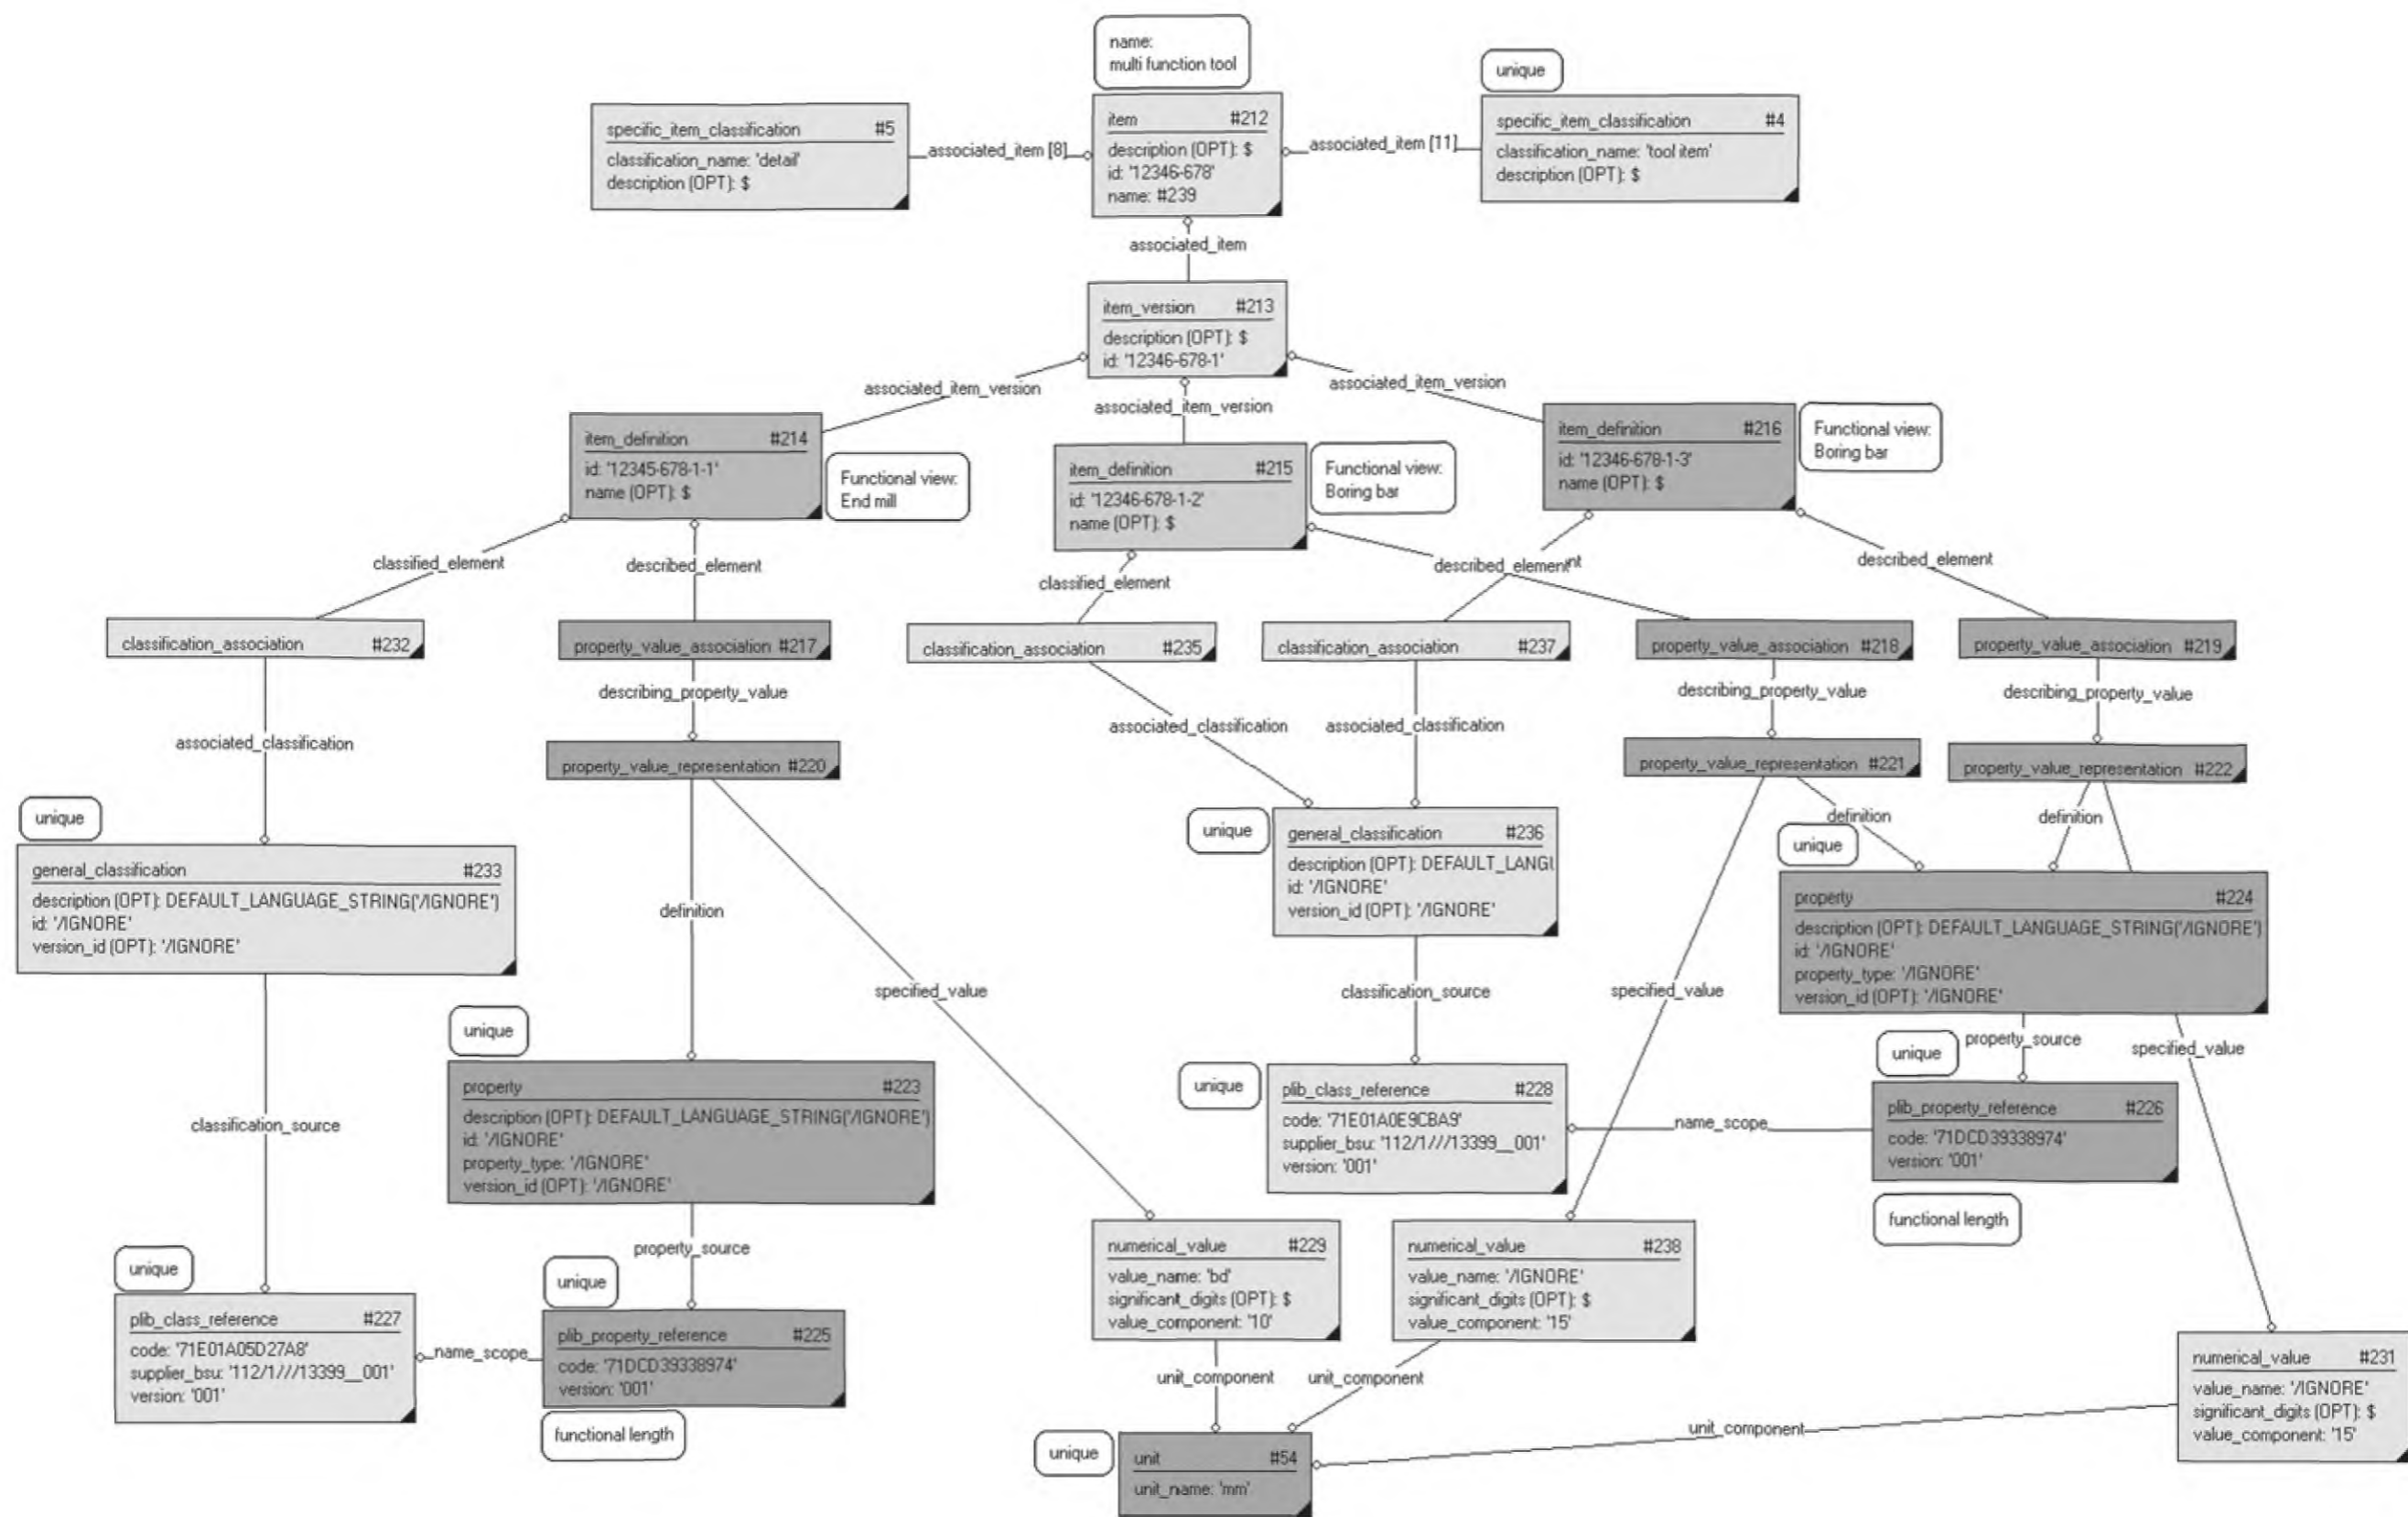 name:
multi function tool
unique
specific_item_classification #5
classification_name: 'detail'
description (OPT): $
associated_item [8]
item #212
description (OPT): $
id: '12346-678'
name: #239
associated_item [11]
specific_item_classification #4
classification_name: 'tool item'
description (OPT): $
associated_item
item_version #213
description (OPT): $
id: '12346-678-1'
associated_item_version
associated_item_version
associated_item_version
item_definition #214
id: '12345-678-1-1'
name (OPT): $
Functional view:
End mill
item_definition #215
id: '12346-678-1-2'
name (OPT): $
Functional view:
Boring bar
item_definition #216
id: '12346-678-1-3'
name (OPT): $
Functional view:
Boring bar
classified_element
described_element
classified_element
described_element
described_element
classification_association #232
property_value_association #217
classification_association #235
classification_association #237
property_value_association #218
property_value_association #219
describing_property_value
describing_property_value
describing_property_value
associated_classification
associated_classification
associated_classification
property_value_representation #220
property_value_representation #221
property_value_representation #222
unique
general_classification #233
description (OPT): DEFAULT_LANGUAGE_STRING('/IGNORE')
id: '/IGNORE'
version_id (OPT): '/IGNORE'
unique
general_classification #236
description (OPT): DEFAULT_LANGU
id: '/IGNORE'
version_id (OPT): '/IGNORE'
definition
definition
definition
unique
property #224
description (OPT): DEFAULT_LANGUAGE_STRING('/IGNORE')
id: '/IGNORE'
property_type: '/IGNORE'
version_id (OPT): '/IGNORE'
specified_value
classification_source
specified_value
unique
property #223
description (OPT): DEFAULT_LANGUAGE_STRING('/IGNORE')
id: '/IGNORE'
property_type: '/IGNORE'
version_id (OPT): '/IGNORE'
unique
plib_class_reference #228
code: '71E01A0E9CBA9'
supplier_bsu: '112/1///13399__001'
version: '001'
name_scope
unique
property_source
specified_value
plib_property_reference #226
code: '71DCD39338974'
version: '001'
functional length
classification_source
property_source
unique
plib_class_reference #227
code: '71E01A05D27A8'
supplier_bsu: '112/1///13399__001'
version: '001'
name_scope
unique
plib_property_reference #225
code: '71DCD39338974'
version: '001'
functional length
numerical_value #229
value_name: 'bd'
significant_digits (OPT): $
value_component: '10'
numerical_value #238
value_name: '/IGNORE'
significant_digits (OPT): $
value_component: '15'
numerical_value #231
value_name: '/IGNORE'
significant_digits (OPT): $
value_component: '15'
unit_component
unit_component
unit_component
unique
unit #54
unit_name: 'mm'